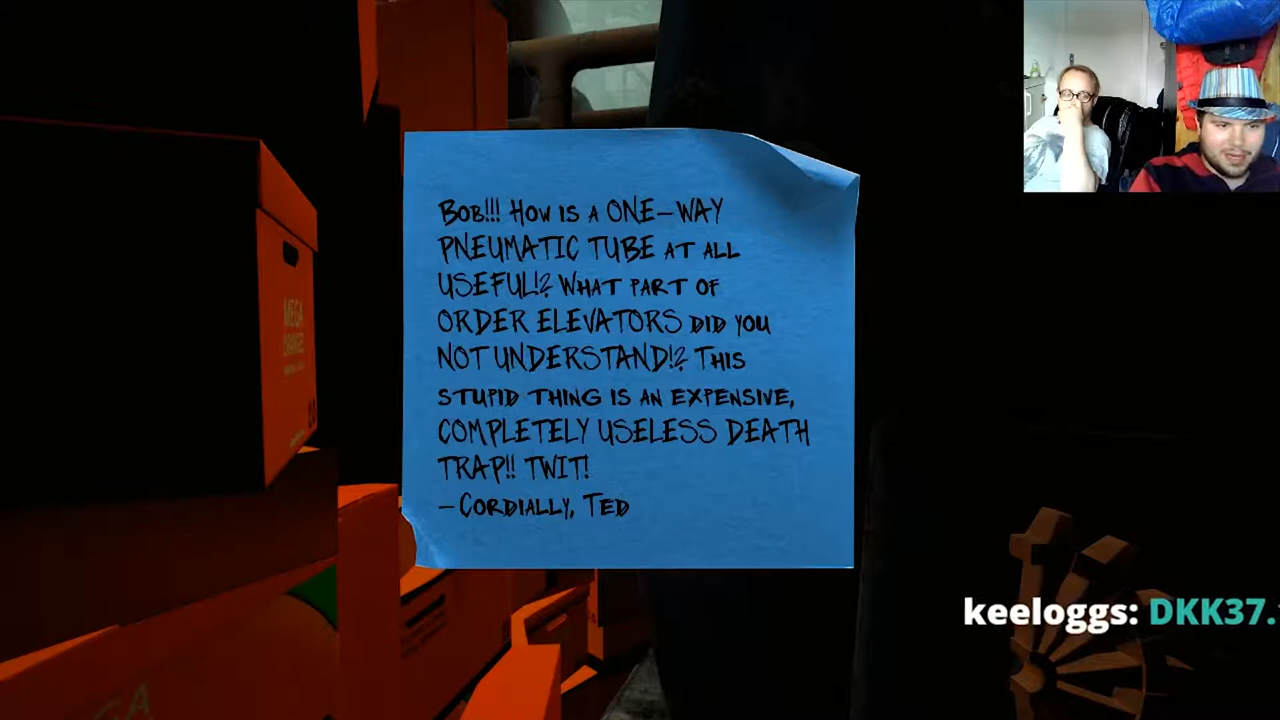 BOB!!! HOW IS A ONE-WAY
PNEUMATIC TUBE AT ALL
USEFUL!? WHAT PART OF
ORDER ELEVATORS DID YOU
NOT UNDERSTAND!? THIS
STUPID THING IS AN EXPENSIVE,
COMPLETELY USELESS DEATH
TRAP!! TWIT!
-CORDIALLY, TED
MEGA
keeloggs: DKK37.